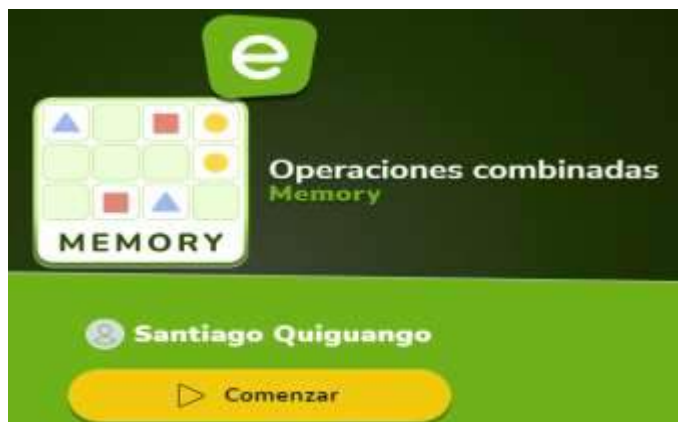 e
MEMORY
Operaciones combinadas
Memory
Santiago Quiguango
Comenzar